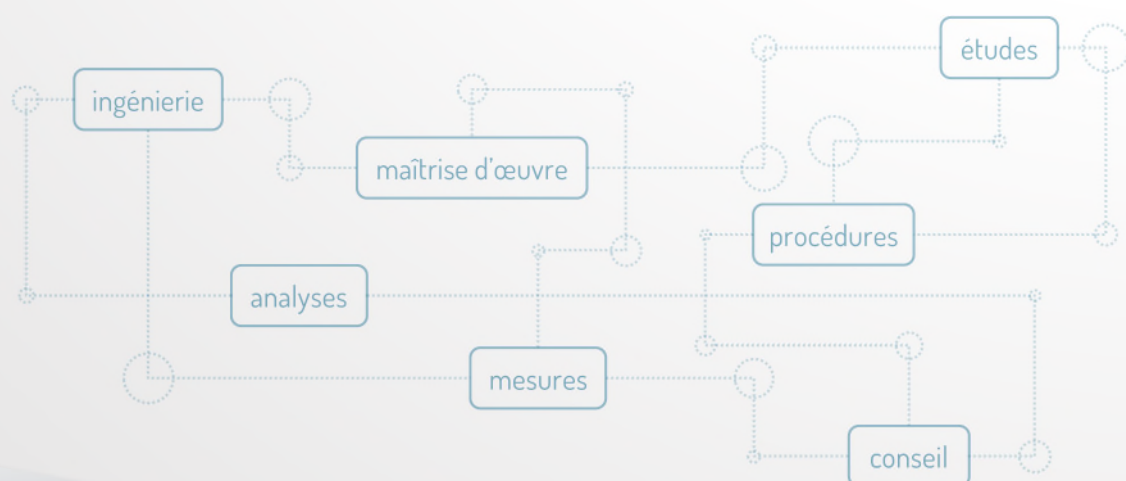 études
ingénierie
maîtrise d'œuvre
procédures
analyses
mesures
conseil